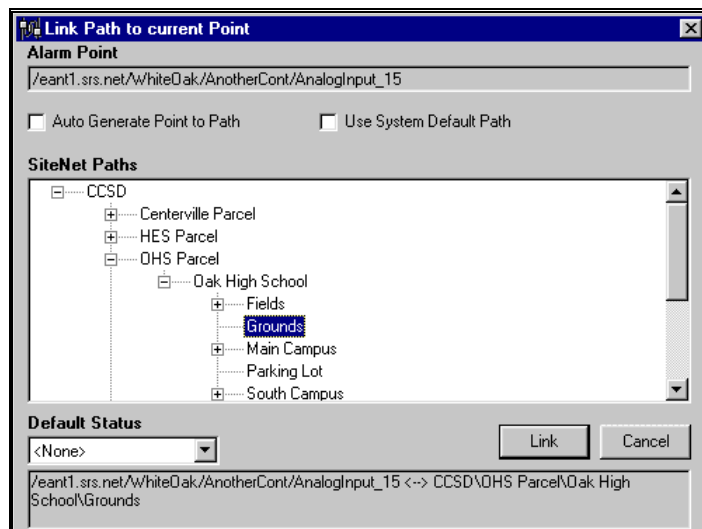 Link Path to current Point
Alarm Point
/eant1.srs.net/WhiteOak/AnotherCont/AnalogInput_15
Auto Generate Point to Path
Use System Default Path
SiteNet Paths
CCSD
Centerville Parcel
HES Parcel
OHS Parcel
Oak High School
Fields
Grounds
Main Campus
Parking Lot
South Campus
Default Status
<None>
Link
Cancel
/eant1.srs.net/WhiteOak/AnotherCont/AnalogInput_15 <--> CCSD\OHS Parcel\Oak High
School\Grounds